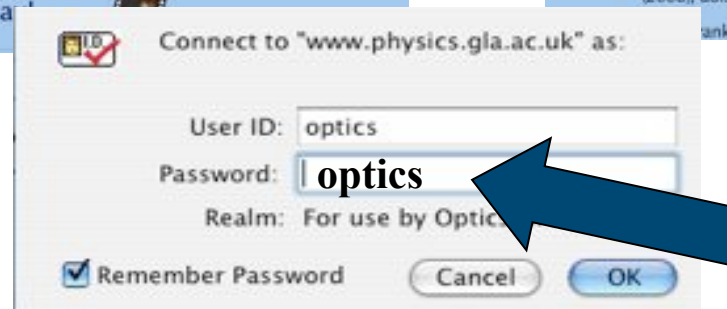 Connect to "www.physics.gla.ac.uk" as:
User ID: optics
Password: optics
Realm: For use by Optic
Remember Password
Cancel
OK